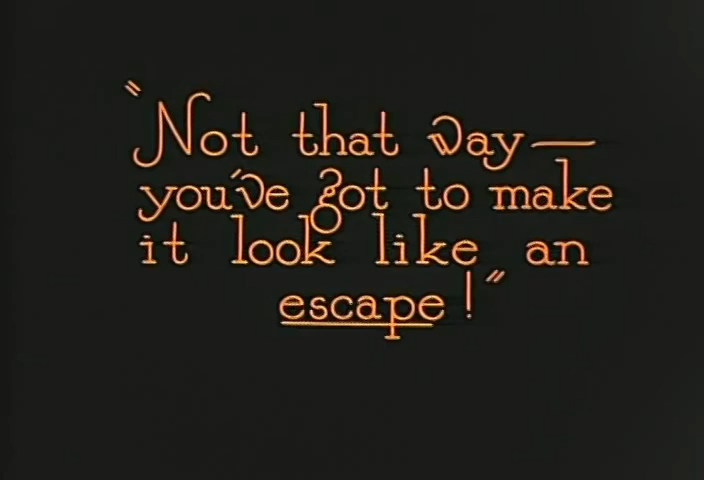 "Not that way—
you've got to make
it look like an
escape!"